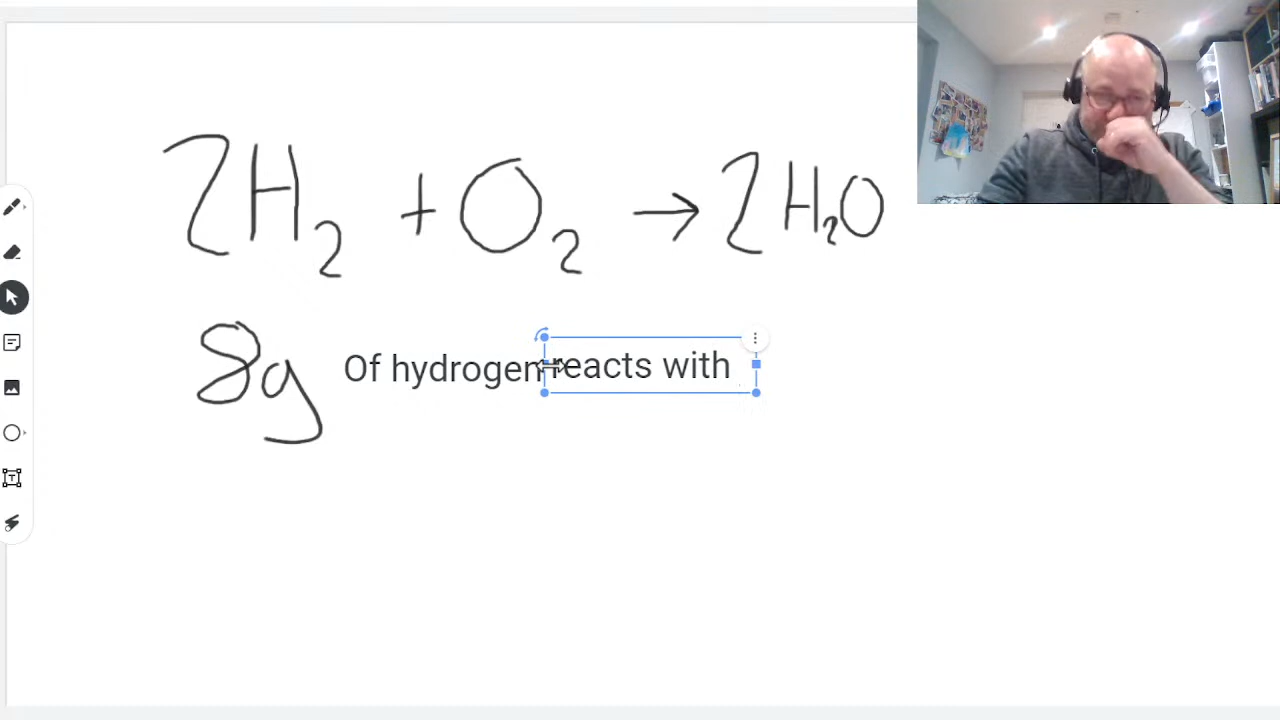 2H₂ + O₂ → 2H₂O
8g Of hydrogen reacts with